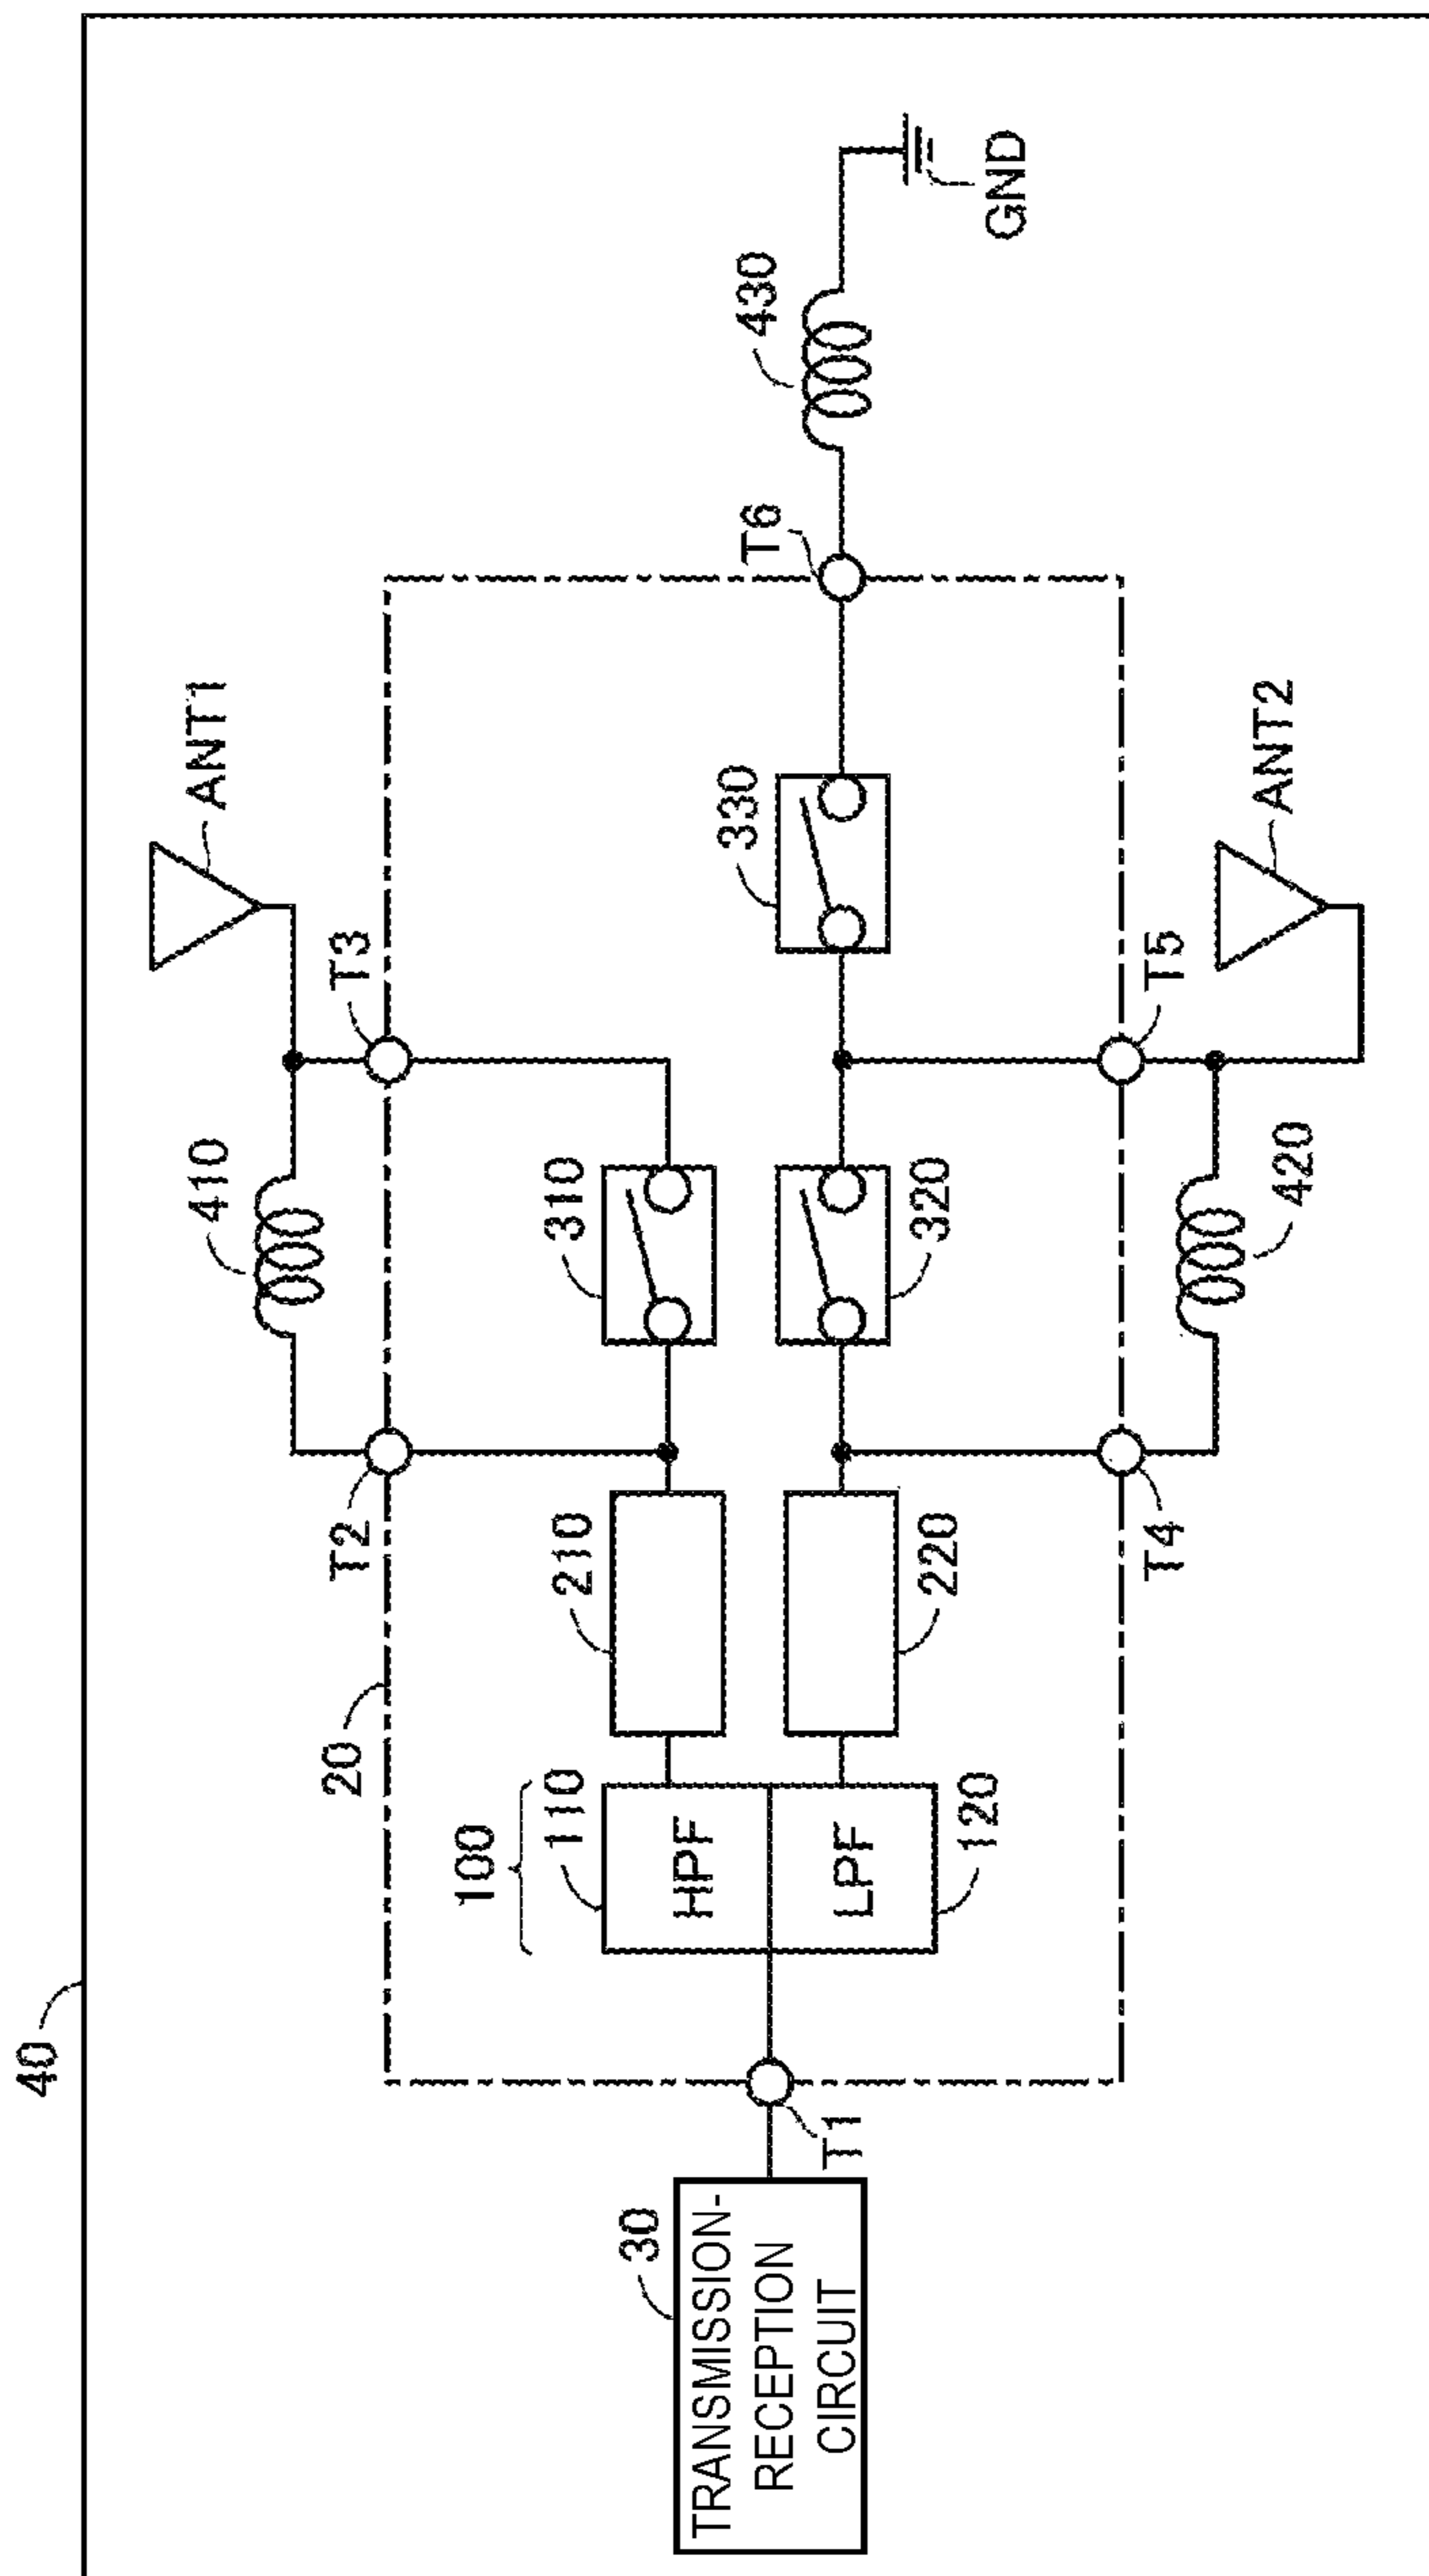 40
20
ANT1
410
T2
T3
100
110
HPF
210
310
T6
430
GND
330
30
TRANSMISSION-
RECEPTION
CIRCUIT
T1
LPF
120
220
320
T4
T5
420
ANT2